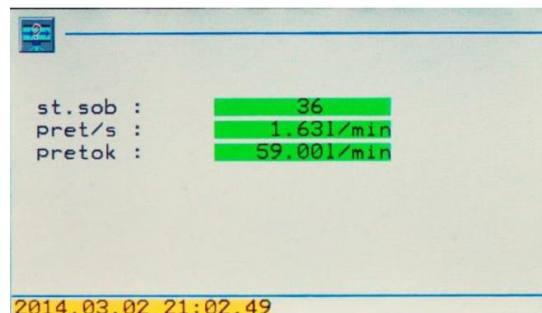 ?
st.sob : 36
pret/s : 1.63l/min
pretok : 59.00l/min
2014.03.02 21:02.49